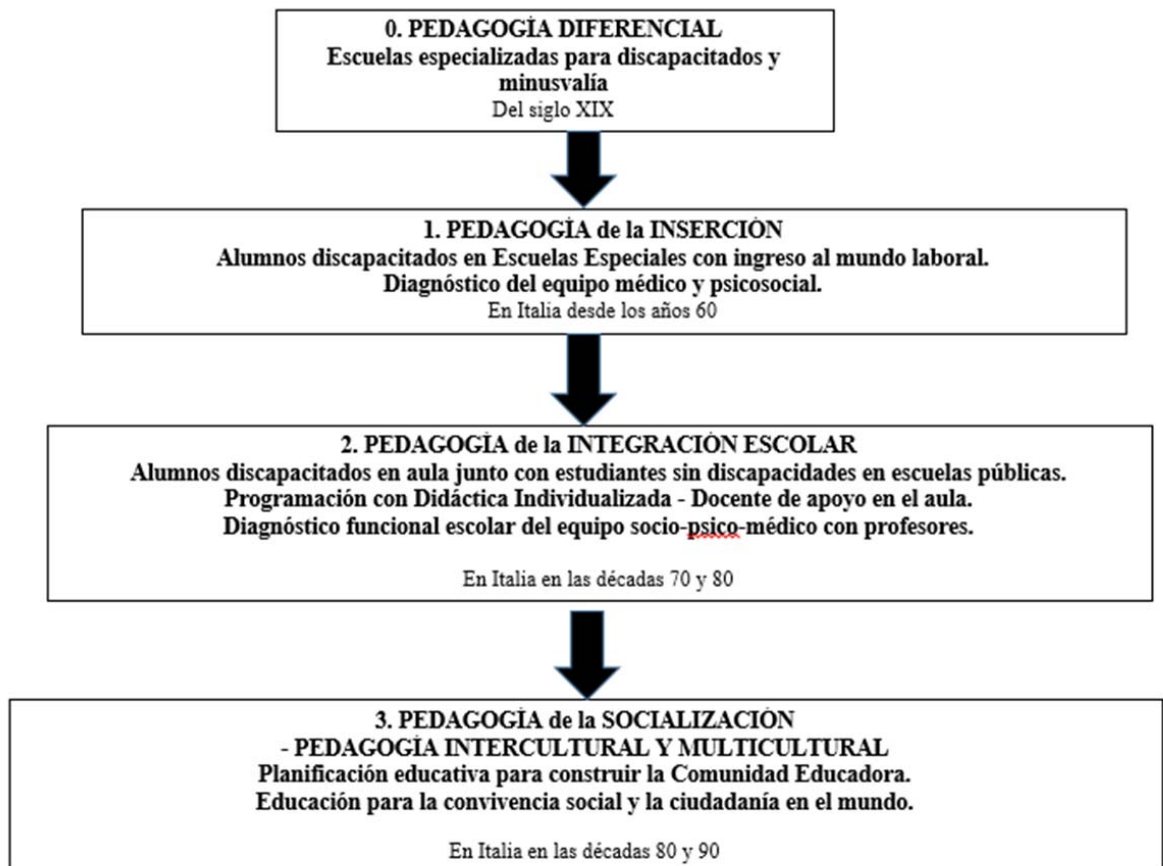 0. PEDAGOGÍA DIFERENCIAL
Escuelas especializadas para discapacitados y
minusvalía
Del siglo XIX
1. PEDAGOGÍA de la INSERCIÓN
Alumnos discapacitados en Escuelas Especiales con ingreso al mundo laboral.
Diagnóstico del equipo médico y psicosocial.
En Italia desde los años 60
2. PEDAGOGÍA de la INTEGRACIÓN ESCOLAR
Alumnos discapacitados en aula junto con estudiantes sin discapacidades en escuelas públicas.
Programación con Didáctica Individualizada - Docente de apoyo en el aula.
Diagnóstico funcional escolar del equipo socio-psico-médico con profesores.
En Italia en las décadas 70 y 80
3. PEDAGOGÍA de la SOCIALIZACIÓN
- PEDAGOGÍA INTERCULTURAL Y MULTICULTURAL
Planificación educativa para construir la Comunidad Educadora.
Educación para la convivencia social y la ciudadanía en el mundo.
En Italia en las décadas 80 y 90